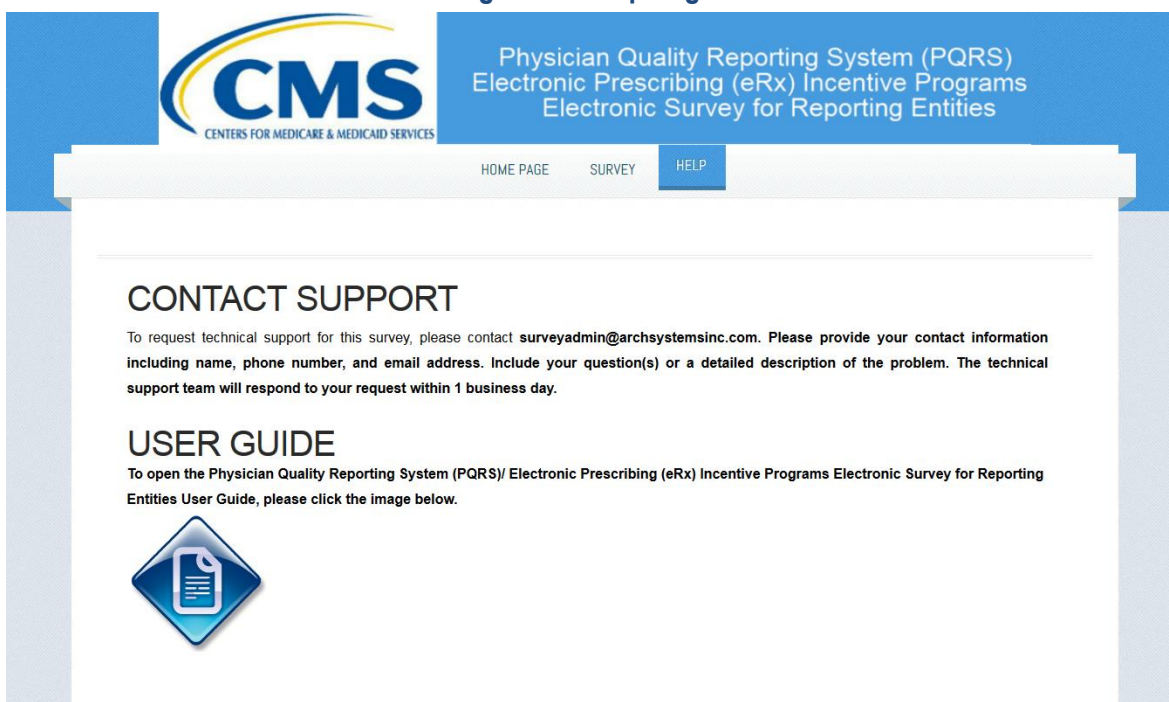 CMS
CENTERS FOR MEDICARE & MEDICAID SERVICES
Physician Quality Reporting System (PQRS)
Electronic Prescribing (eRx) Incentive Programs
Electronic Survey for Reporting Entities
HOME PAGE SURVEY HELP
CONTACT SUPPORT
To request technical support for this survey, please contact surveyadmin@archsystemsinc.com. Please provide your contact information
including name, phone number, and email address. Include your question(s) or a detailed description of the problem. The technical
support team will respond to your request within 1 business day.
USER GUIDE
To open the Physician Quality Reporting System (PQRS)/ Electronic Prescribing (eRx) Incentive Programs Electronic Survey for Reporting
Entities User Guide, please click the image below.